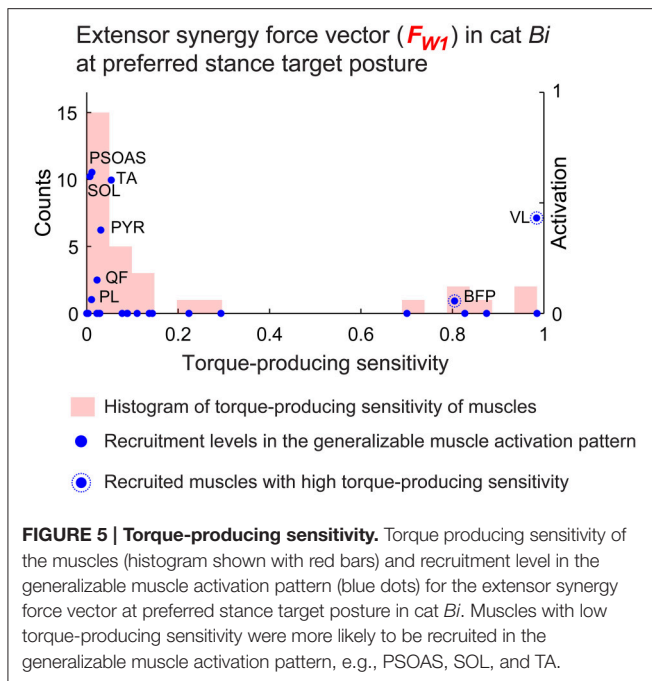 Extensor synergy force vector (F_W1) in cat Bi
at preferred stance target posture
15
10
5
0
Counts
1
0
Activation
PSOAS
SOL
TA
PYR
QF
PL
VL
BFP
0 0.2 0.4 0.6 0.8 1
Torque-producing sensitivity
Histogram of torque-producing sensitivity of muscles
Recruitment levels in the generalizable muscle activation pattern
Recruited muscles with high torque-producing sensitivity
FIGURE 5 | Torque-producing sensitivity. Torque producing sensitivity of
the muscles (histogram shown with red bars) and recruitment level in the
generalizable muscle activation pattern (blue dots) for the extensor synergy
force vector at preferred stance target posture in cat Bi. Muscles with low
torque-producing sensitivity were more likely to be recruited in the
generalizable muscle activation pattern, e.g., PSOAS, SOL, and TA.